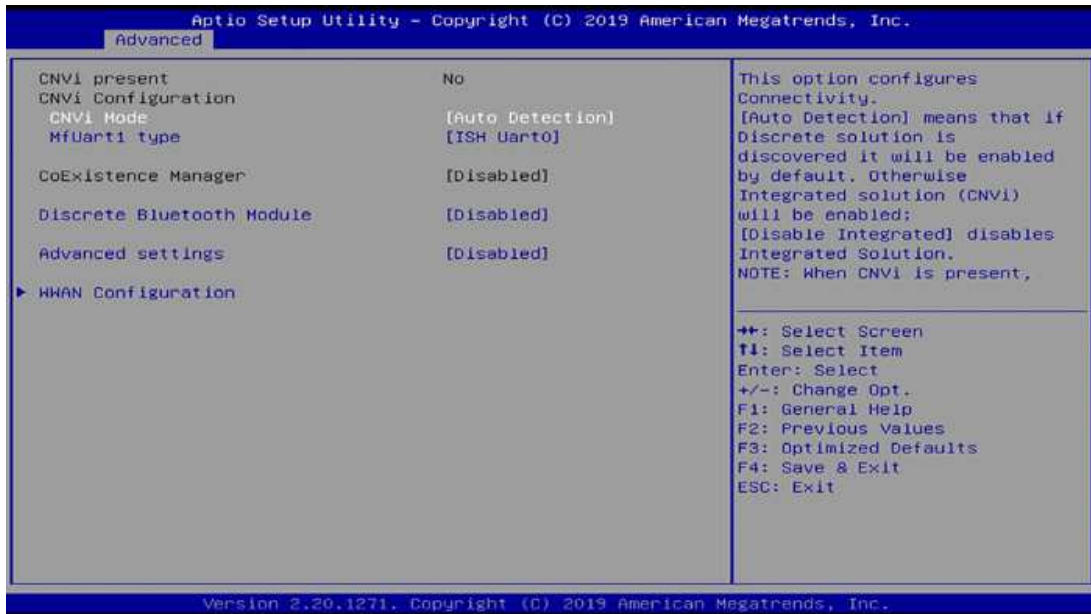 Aptio Setup Utility – Copyright (C) 2019 American Megatrends, Inc.
Advanced
CNVi present No
CNVi Configuration
CNVi Mode [Auto Detection]
MfUart1 type [ISH Uart0]
CoExistence Manager [Disabled]
Discrete Bluetooth Module [Disabled]
Advanced settings [Disabled]
▶ WWAN Configuration
This option configures
Connectivity.
[Auto Detection] means that if
Discrete solution is
discovered it will be enabled
by default. Otherwise
Integrated solution (CNVi)
will be enabled;
[Disable Integrated] disables
Integrated Solution.
NOTE: When CNVi is present,
→←: Select Screen
↑↓: Select Item
Enter: Select
+/-: Change Opt.
F1: General Help
F2: Previous Values
F3: Optimized Defaults
F4: Save & Exit
ESC: Exit
Version 2.20.1271. Copyright (C) 2019 American Megatrends, Inc.